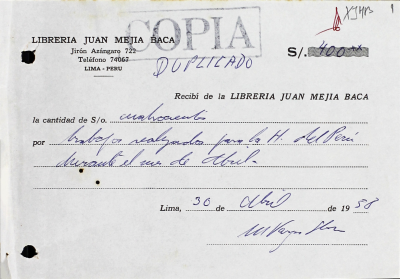 LIBRERIA JUAN MEJIA BACA
Jirón Azángaro 722
Teléfono 74067
LIMA - PERU
COPIA
DUPLICADO
S/. 400.
Recibí de la LIBRERIA JUAN MEJIA BACA
la cantidad de S/o. cuatrocientos
por trabajos realizados para la H. del Perú
durante el mes de Abril.
Lima, 30 de Abril de 1958